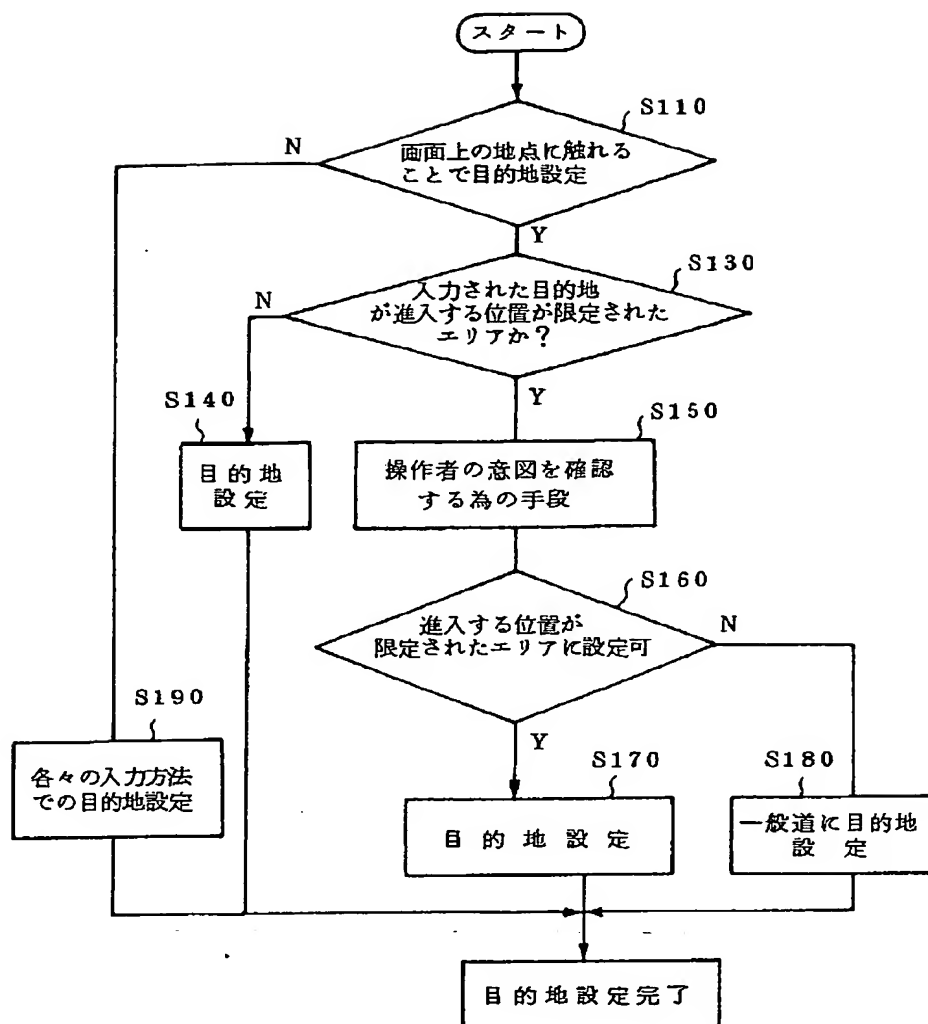 スタート
S110
N
画面上の地点に触れる
ことで目的地設定
Y
S130
N
入力された目的地
が進入する位置が限定された
エリアか？
Y
S140
目的地
設定
S150
操作者の意図を確認
する為の手段
S160
進入する位置が
限定されたエリアに設定可
N
Y
S190
各々の入力方法
での目的地設定
S170
目的地設定
S180
一般道に目的地
設定
目的地設定完了